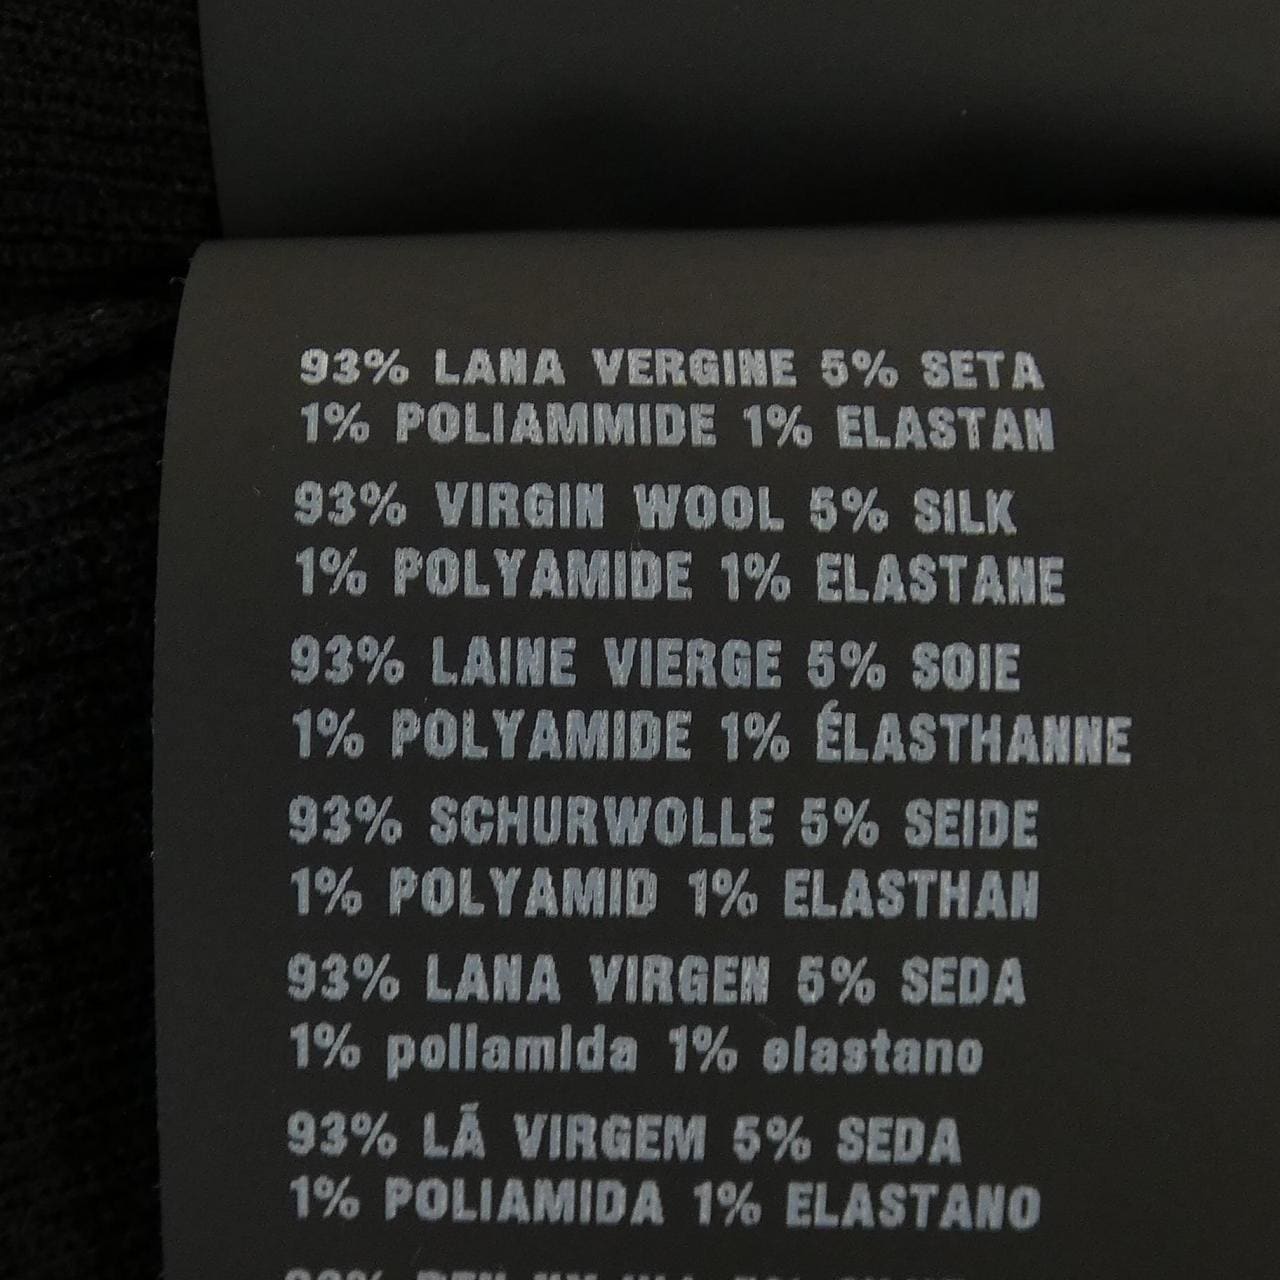 93% LANA VERGINE 5% SETA
1% POLIAMMIDE 1% ELASTAN
93% VIRGIN WOOL 5% SILK
1% POLYAMIDE 1% ELASTANE
93% LAINE VIERGE 5% SOIE
1% POLYAMIDE 1% ÉLASTHANNE
93% SCHURWOLLE 5% SEIDE
1% POLYAMID 1% ELASTHAN
93% LANA VIRGEN 5% SEDA
1% poliamida 1% elastano
93% LÃ VIRGEM 5% SEDA
1% POLIAMIDA 1% ELASTANO